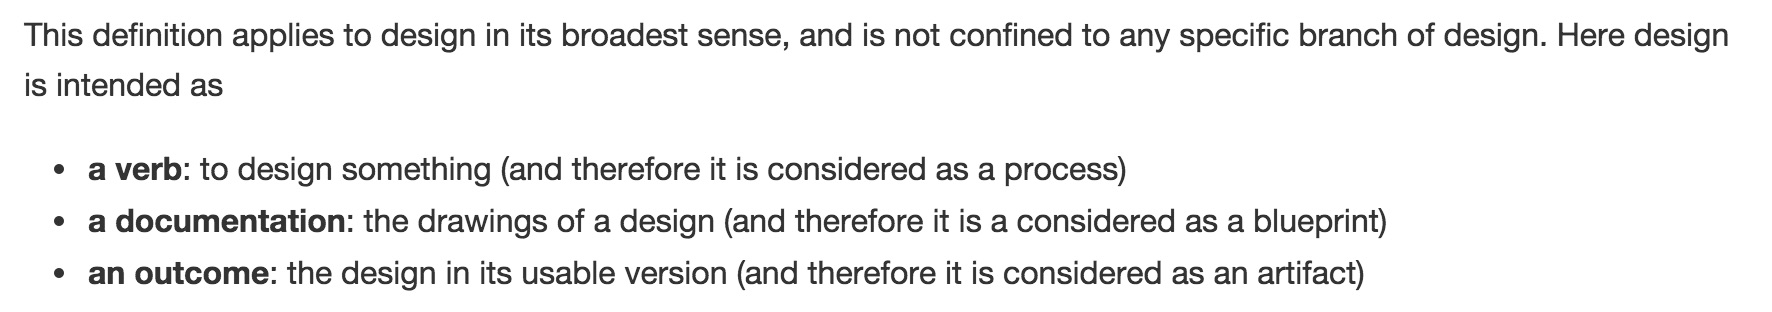 This definition applies to design in its broadest sense, and is not confined to any specific branch of design. Here design
is intended as
• a verb: to design something (and therefore it is considered as a process)
• a documentation: the drawings of a design (and therefore it is a considered as a blueprint)
• an outcome: the design in its usable version (and therefore it is considered as an artifact)